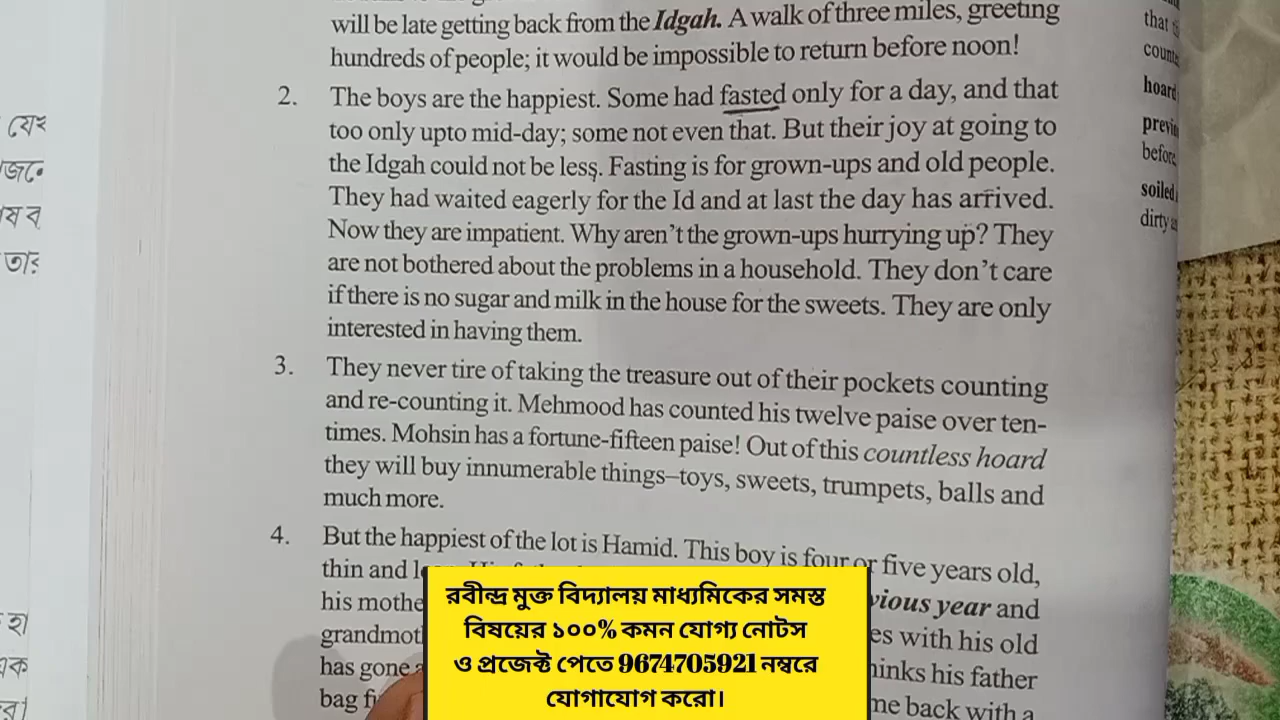 will be late getting back from the Idgah. A walk of three miles, greeting
hundreds of people; it would be impossible to return before noon!
2. The boys are the happiest. Some had fasted only for a day, and that
too only upto mid-day; some not even that. But their joy at going to
the Idgah could not be less. Fasting is for grown-ups and old people.
They had waited eagerly for the Id and at last the day has arrived.
Now they are impatient. Why aren't the grown-ups hurrying up? They
are not bothered about the problems in a household. They don't care
if there is no sugar and milk in the house for the sweets. They are only
interested in having them.
3. They never tire of taking the treasure out of their pockets counting
and re-counting it. Mehmood has counted his twelve paise over ten-
times. Mohsin has a fortune-fifteen paise! Out of this countless hoard
they will buy innumerable things–toys, sweets, trumpets, balls and
much more.
4. But the happiest of the lot is Hamid. This boy is four or five years old,
thin and
his year and
es with his old
has gone his father
bag back with a
that
hoard
before
soiled
dirty
রবীন্দ্র মুক্ত বিদ্যালয় মাধ্যমিকের সমস্ত
বিষয়ের ১০০% কমন যোগ্য নোটস
ও প্রজেক্ট পেতে 9674705921 নম্বরে
যোগাযোগ করো।